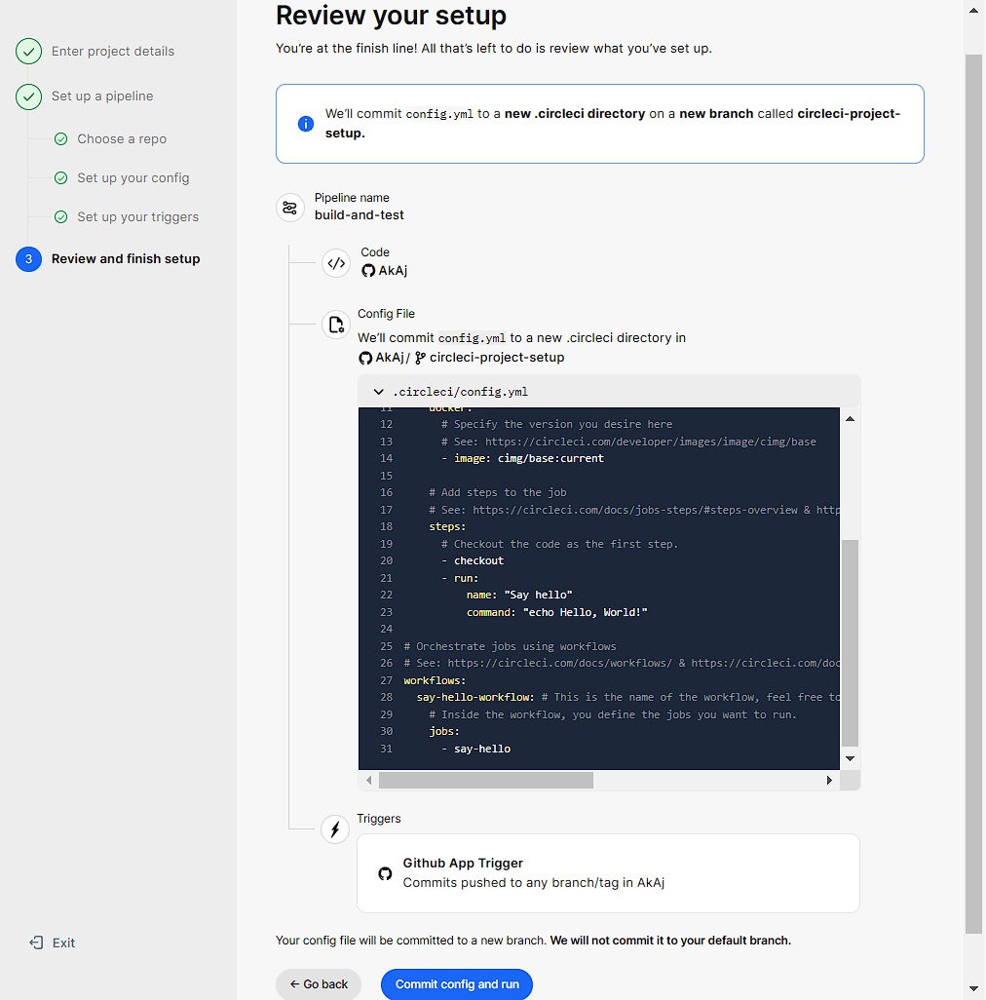 Review your setup
You're at the finish line! All that's left to do is review what you've set up.
Enter project details
Set up a pipeline
Choose a repo
Set up your config
Set up your triggers
3 Review and finish setup
Exit
We'll commit config.yml to a new .circleci directory on a new branch called circleci-project-
setup.
Pipeline name
build-and-test
Code
AkAj
Config File
We'll commit config.yml to a new .circleci directory in
AkAj/ circleci-project-setup
.circleci/config.yml
11 docker:
12 # Specify the version you desire here
13 # See: https://circleci.com/developer/images/image/cimg/base
14 - image: cimg/base:current
15
16 # Add steps to the job
17 # See: https://circleci.com/docs/jobs-steps/#steps-overview & http
18 steps:
19 # Checkout the code as the first step.
20 - checkout
21 - run:
22 name: "Say hello"
23 command: "echo Hello, World!"
24
25 # Orchestrate jobs using workflows
26 # See: https://circleci.com/docs/workflows/ & https://circleci.com/doc
27 workflows:
28 say-hello-workflow: # This is the name of the workflow, feel free to
29 # Inside the workflow, you define the jobs you want to run.
30 jobs:
31 - say-hello
Triggers
Github App Trigger
Commits pushed to any branch/tag in AkAj
Your config file will be committed to a new branch. We will not commit it to your default branch.
← Go back
Commit config and run